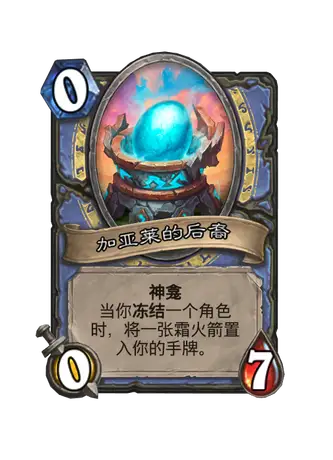 0
加亚莱的后裔
神龛
当你冻结一个角色
时，将一张霜火箭置
入你的手牌。
0
7